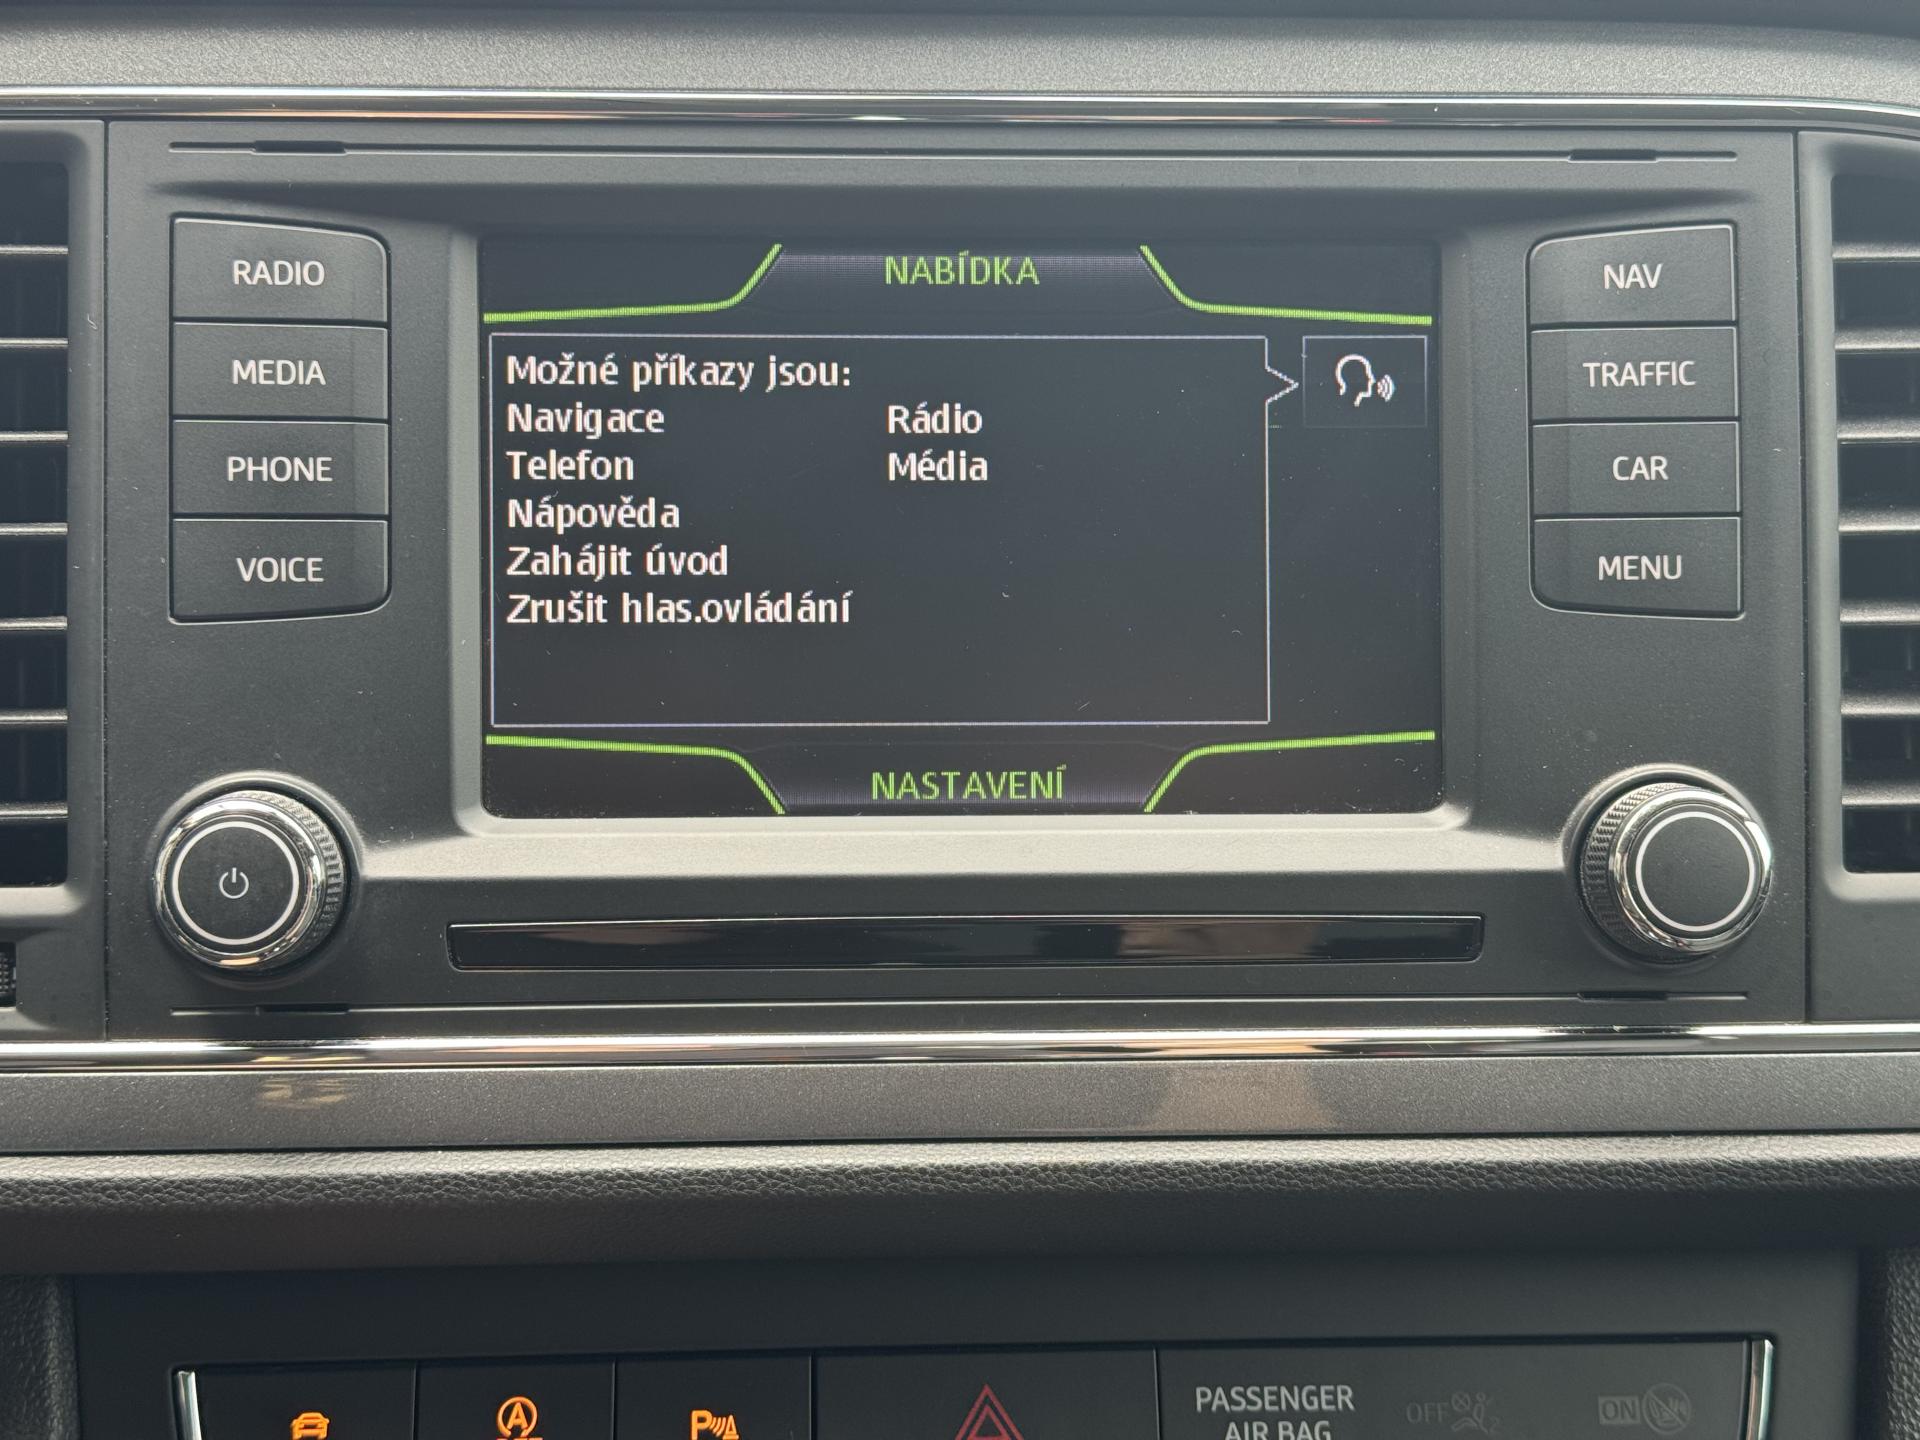 RADIO
MEDIA
PHONE
VOICE
NABÍDKA
Možné příkazy jsou:
Navigace Rádio
Telefon Média
Nápověda
Zahájit úvod
Zrušit hlas.ovládání
NASTAVENÍ
NAV
TRAFFIC
CAR
MENU
A
P
PASSENGER
AIR BAG
OFF
ON